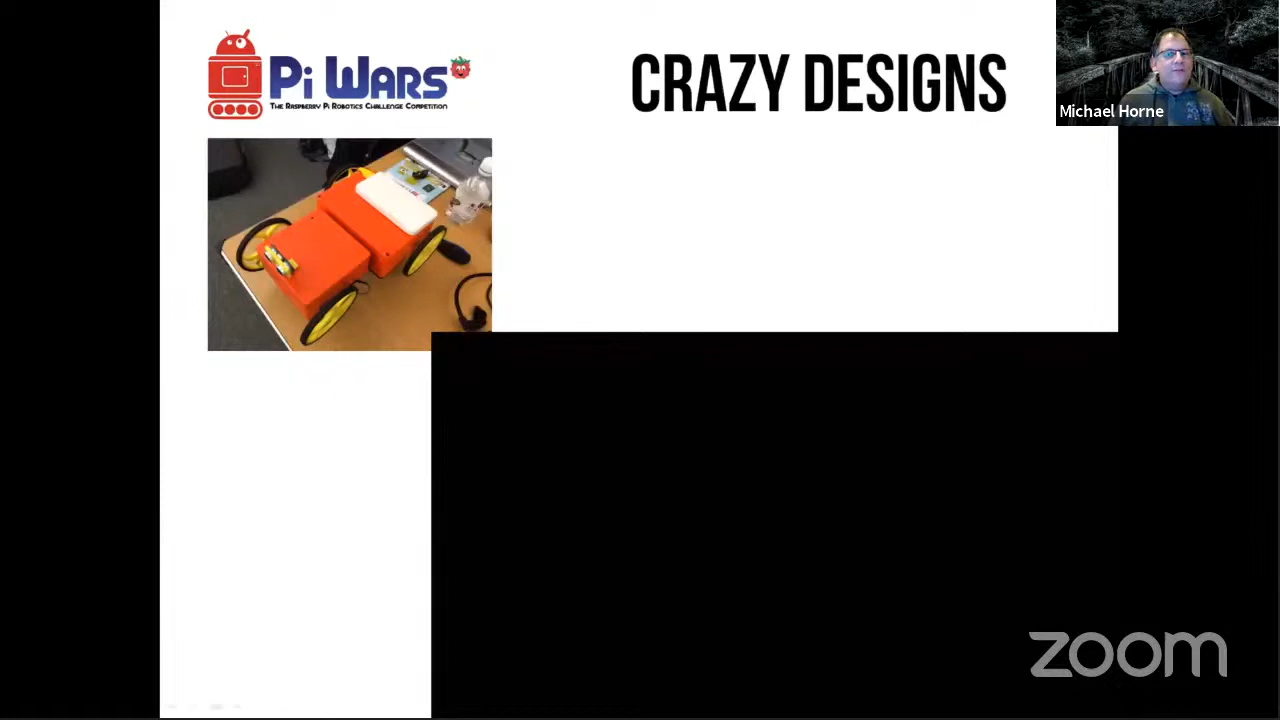 Pi Wars
The Raspberry Pi Robotics Challenge Competition
CRAZY DESIGNS
Michael Horne
zoom